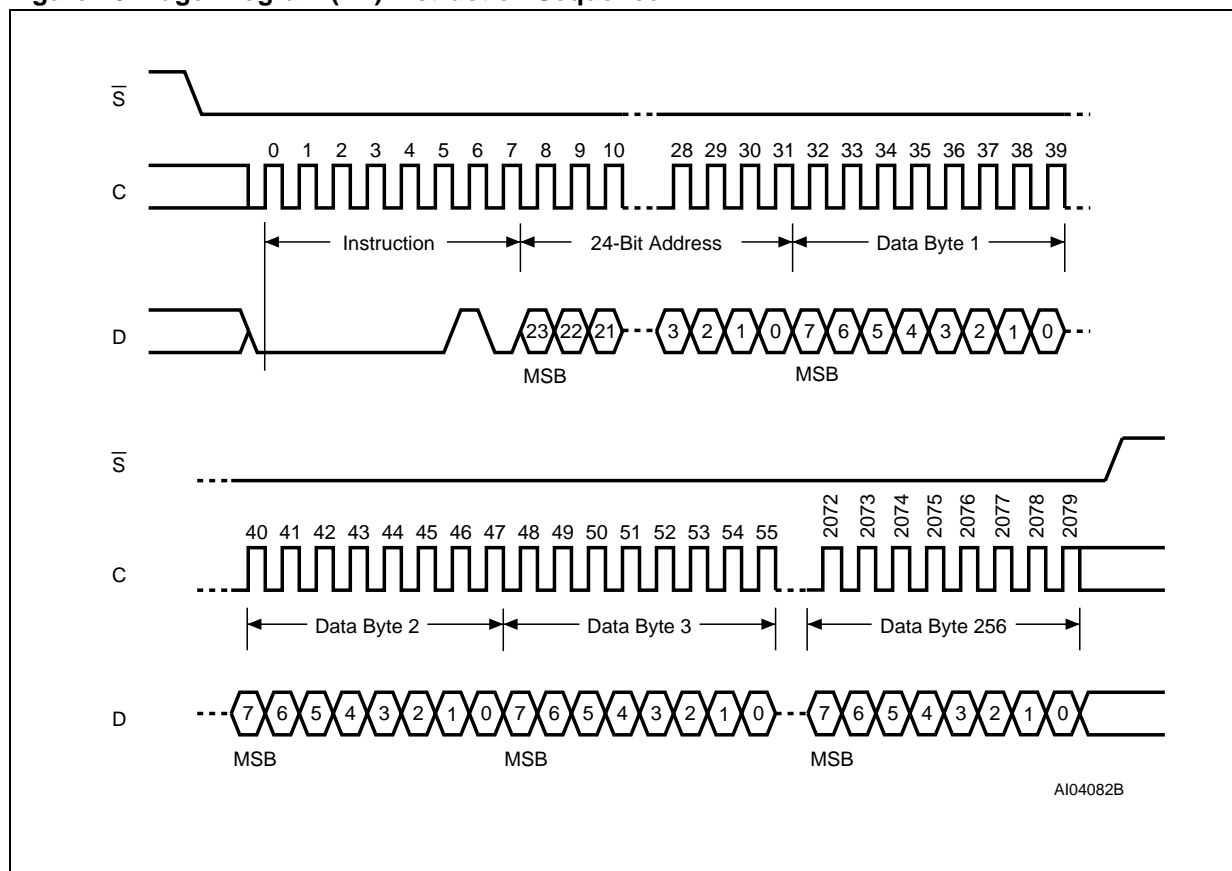 S
0 1 2 3 4 5 6 7 8 9 10 28 29 30 31 32 33 34 35 36 37 38 39
C
Instruction 24-Bit Address Data Byte 1
D 23 22 21 3 2 1 0 7 6 5 4 3 2 1 0
MSB MSB
S
40 41 42 43 44 45 46 47 48 49 50 51 52 53 54 55 2072 2073 2074 2075 2076 2077 2078 2079
C
Data Byte 2 Data Byte 3 Data Byte 256
D 7 6 5 4 3 2 1 0 7 6 5 4 3 2 1 0 7 6 5 4 3 2 1 0
MSB MSB MSB
AI04082B